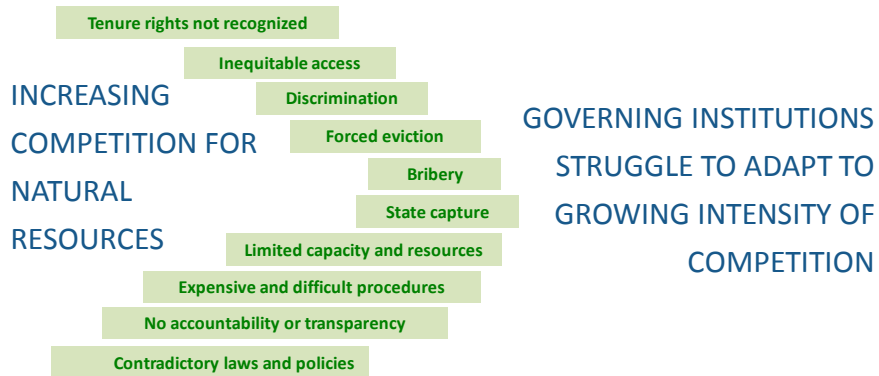 Tenure rights not recognized
Inequitable access
Discrimination
Forced eviction
Bribery
State capture
Limited capacity and resources
Expensive and difficult procedures
No accountability or transparency
Contradictory laws and policies
INCREASING
COMPETITION FOR
NATURAL
RESOURCES
GOVERNING INSTITUTIONS
STRUGGLE TO ADAPT TO
GROWING INTENSITY OF
COMPETITION